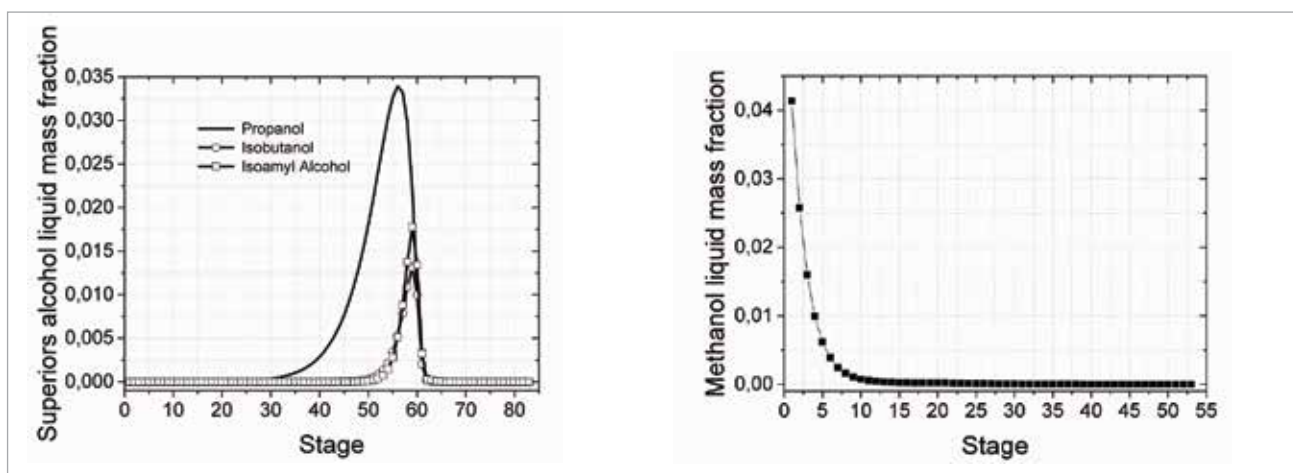 Superiors alcohol liquid mass fraction
0,035
0,030
0,025
0,020
0,015
0,010
0,005
0,000
Propanol
Isobutanol
Isoamyl Alcohol
0 10 20 30 40 50 60 70 80
Stage
Methanol liquid mass fraction
0.04
0.03
0.02
0,01
0.00
0 5 10 15 20 25 30 35 40 45 50 55
Stage